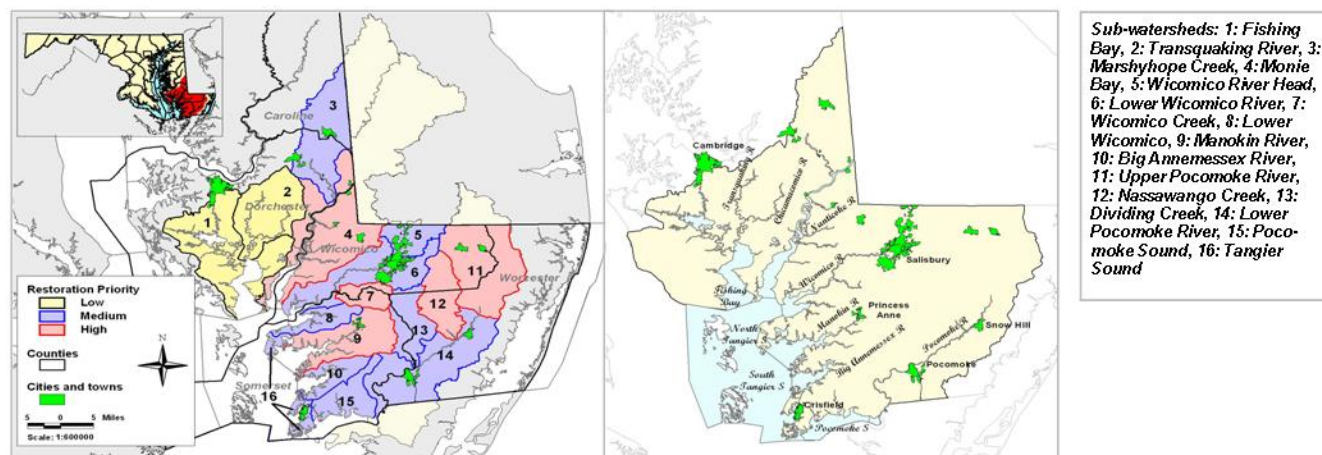 Caroline
3
2
1
Dorchester
4
Wicomico
5
6
11
Worcester
7
12
8
13
9
14
10
Somerset
16
15
Restoration Priority
Low
Medium
High
Counties
Cities and towns
N
5 0 5 Miles
Scale: 1:600000
Cambridge
Transquaking R
Chicamacomico R
Nanticoke R
Salisbury
Wicomico R
Fishing
Bay
Princess
Anne
Manokin R
North
Tangier S
Snow Hill
Pocomoke R
Big Annemessex R
South
Tangier S
Pocomoke
Crisfield
Pocomoke S
Sub-watersheds: 1: Fishing
Bay, 2: Transquaking River, 3:
Marshyhope Creek, 4: Monie
Bay, 5: Wicomico River Head,
6: Lower Wicomico River, 7:
Wicomico Creek, 8: Lower
Wicomico, 9: Manokin River,
10: Big Annemessex River,
11: Upper Pocomoke River,
12: Nassawango Creek, 13:
Dividing Creek, 14: Lower
Pocomoke River, 15: Poco-
moke Sound, 16: Tangier
Sound